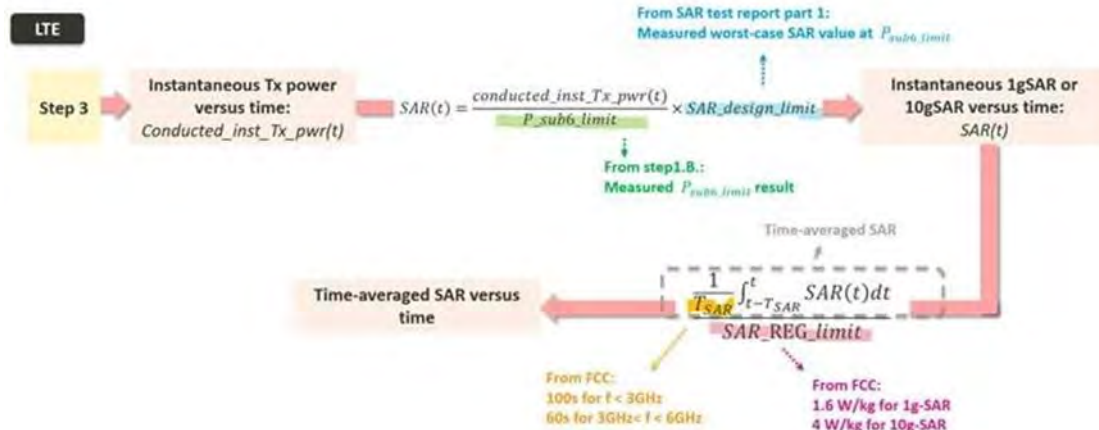 LTE
From SAR test report part 1:
Measured worst-case SAR value at P_sub6_limit
Step 3
Instantaneous Tx power
versus time:
Conducted_inst_Tx_pwr(t)
SAR(t) = conducted_inst_Tx_pwr(t) / P_sub6_limit × SAR_design_limit
Instantaneous 1gSAR or
10gSAR versus time:
SAR(t)
From step1.B.:
Measured P_sub6_limit result
Time-averaged SAR
Time-averaged SAR versus
time
1/T_SAR ∫_{t−T_SAR}^{t} SAR(t)dt
SAR_REG_limit
From FCC:
100s for f < 3GHz
60s for 3GHz< f < 6GHz
From FCC:
1.6 W/kg for 1g-SAR
4 W/kg for 10g-SAR